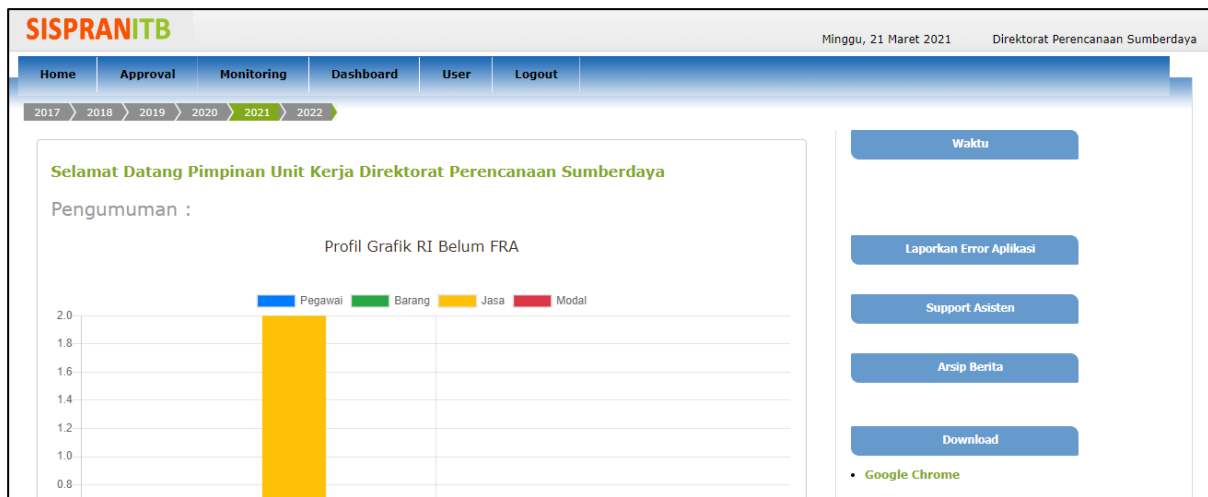 SISPRANITB
Minggu, 21 Maret 2021 Direktorat Perencanaan Sumberdaya
Home Approval Monitoring Dashboard User Logout
2017 2018 2019 2020 2021 2022
Selamat Datang Pimpinan Unit Kerja Direktorat Perencanaan Sumberdaya
Pengumuman :
Profil Grafik RI Belum FRA
Pegawai Barang Jasa Modal
2.0
1.8
1.6
1.4
1.2
1.0
0.8
Waktu
Laporkan Error Aplikasi
Support Asisten
Arsip Berita
Download
• Google Chrome